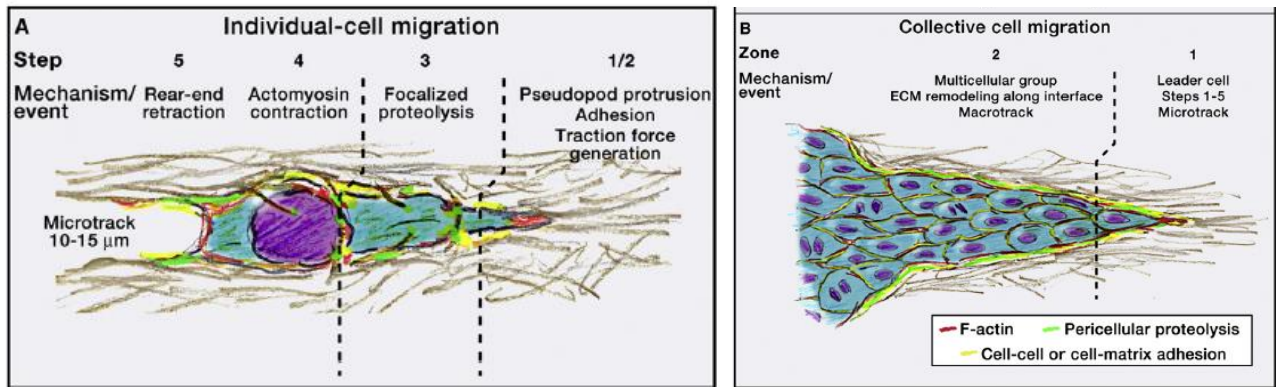 A
Individual-cell migration
Step 5 4 3 1/2
Mechanism/ Rear-end Actomyosin Focalized Pseudopod protrusion
event retraction contraction proteolysis Adhesion
Traction force
generation
Microtrack
10-15 μm
B
Collective cell migration
Zone 2 1
Mechanism/ Multicellular group Leader cell
event ECM remodeling along interface Steps 1-5
Macrotrack Microtrack
F-actin Pericellular proteolysis
Cell-cell or cell-matrix adhesion